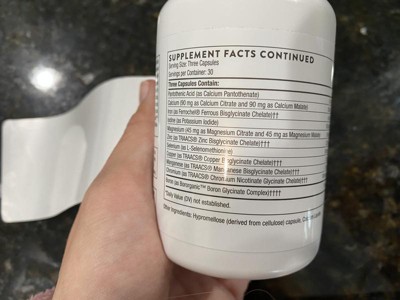 SUPPLEMENT FACTS CONTINUED
Serving Size: Three Capsules
Servings per Container: 30
Three Capsules Contain:
Pantothenic Acid (as Calcium Pantothenate)
Calcium (90 mg as Calcium Citrate and 90 mg as Calcium Malate)
Iron (as Ferrochel® Ferrous Bisglycinate Chelate)††
Iodine (as Potassium Iodide)
Magnesium (45 mg as Magnesium Citrate and 45 mg as Magnesium Malate)
Zinc (as TRAACS® Zinc Bisglycinate Chelate)†††
Selenium (as L-Selenomethionine)
Copper (as TRAACS® Copper Bisglycinate Chelate)†††
Manganese (as TRAACS® Manganese Bisglycinate Chelate)†††
Chromium (as TRAACS® Chromium Nicotinate Glycinate Chelate)†††
Boron (as Bororganic™ Boron Glycinate Complex)††††
Daily Value (DV) not established.
Other Ingredients: Hypromellose (derived from cellulose) capsule,